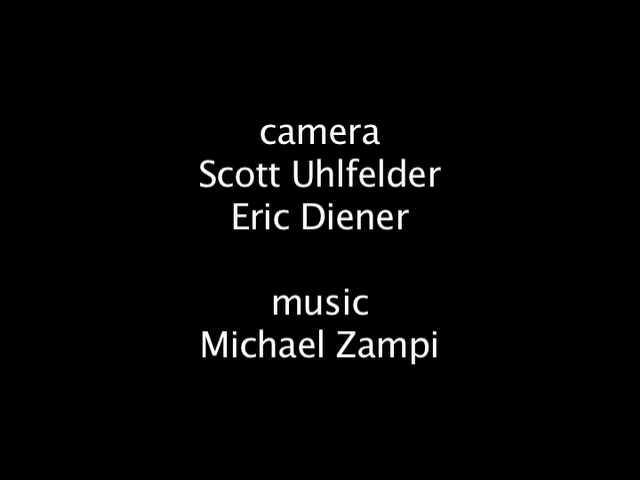 camera
Scott Uhlfelder
Eric Diener
music
Michael Zampi